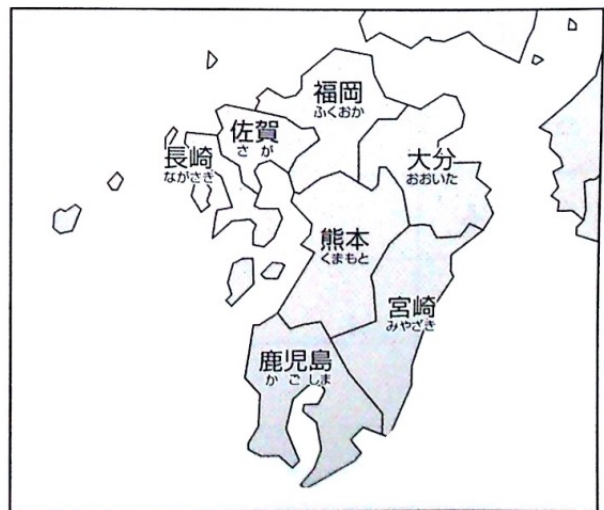 福岡
ふくおか
佐賀
さが
長崎
ながさき
大分
おおいた
熊本
くまもと
宮崎
みやざき
鹿児島
かごしま